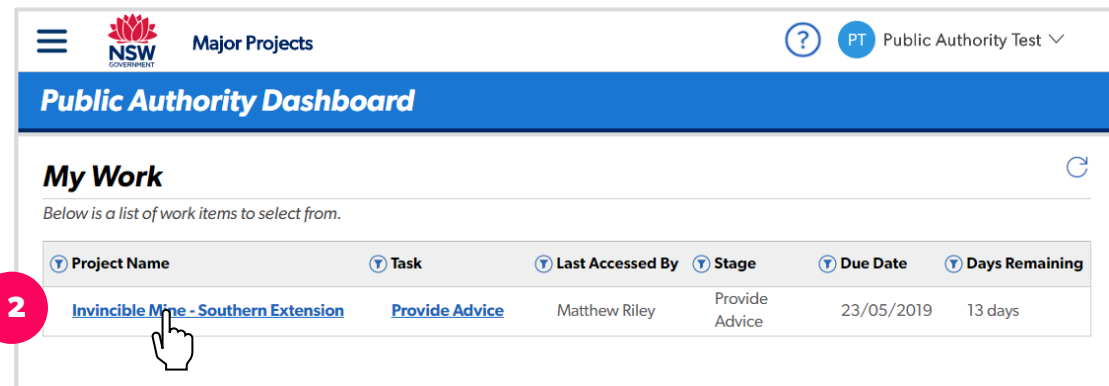 NSW
GOVERNMENT
Major Projects
?
PT
Public Authority Test
Public Authority Dashboard
My Work
Below is a list of work items to select from.
Project Name Task Last Accessed By Stage Due Date Days Remaining
2
Invincible Mine - Southern Extension Provide Advice Matthew Riley Provide Advice 23/05/2019 13 days